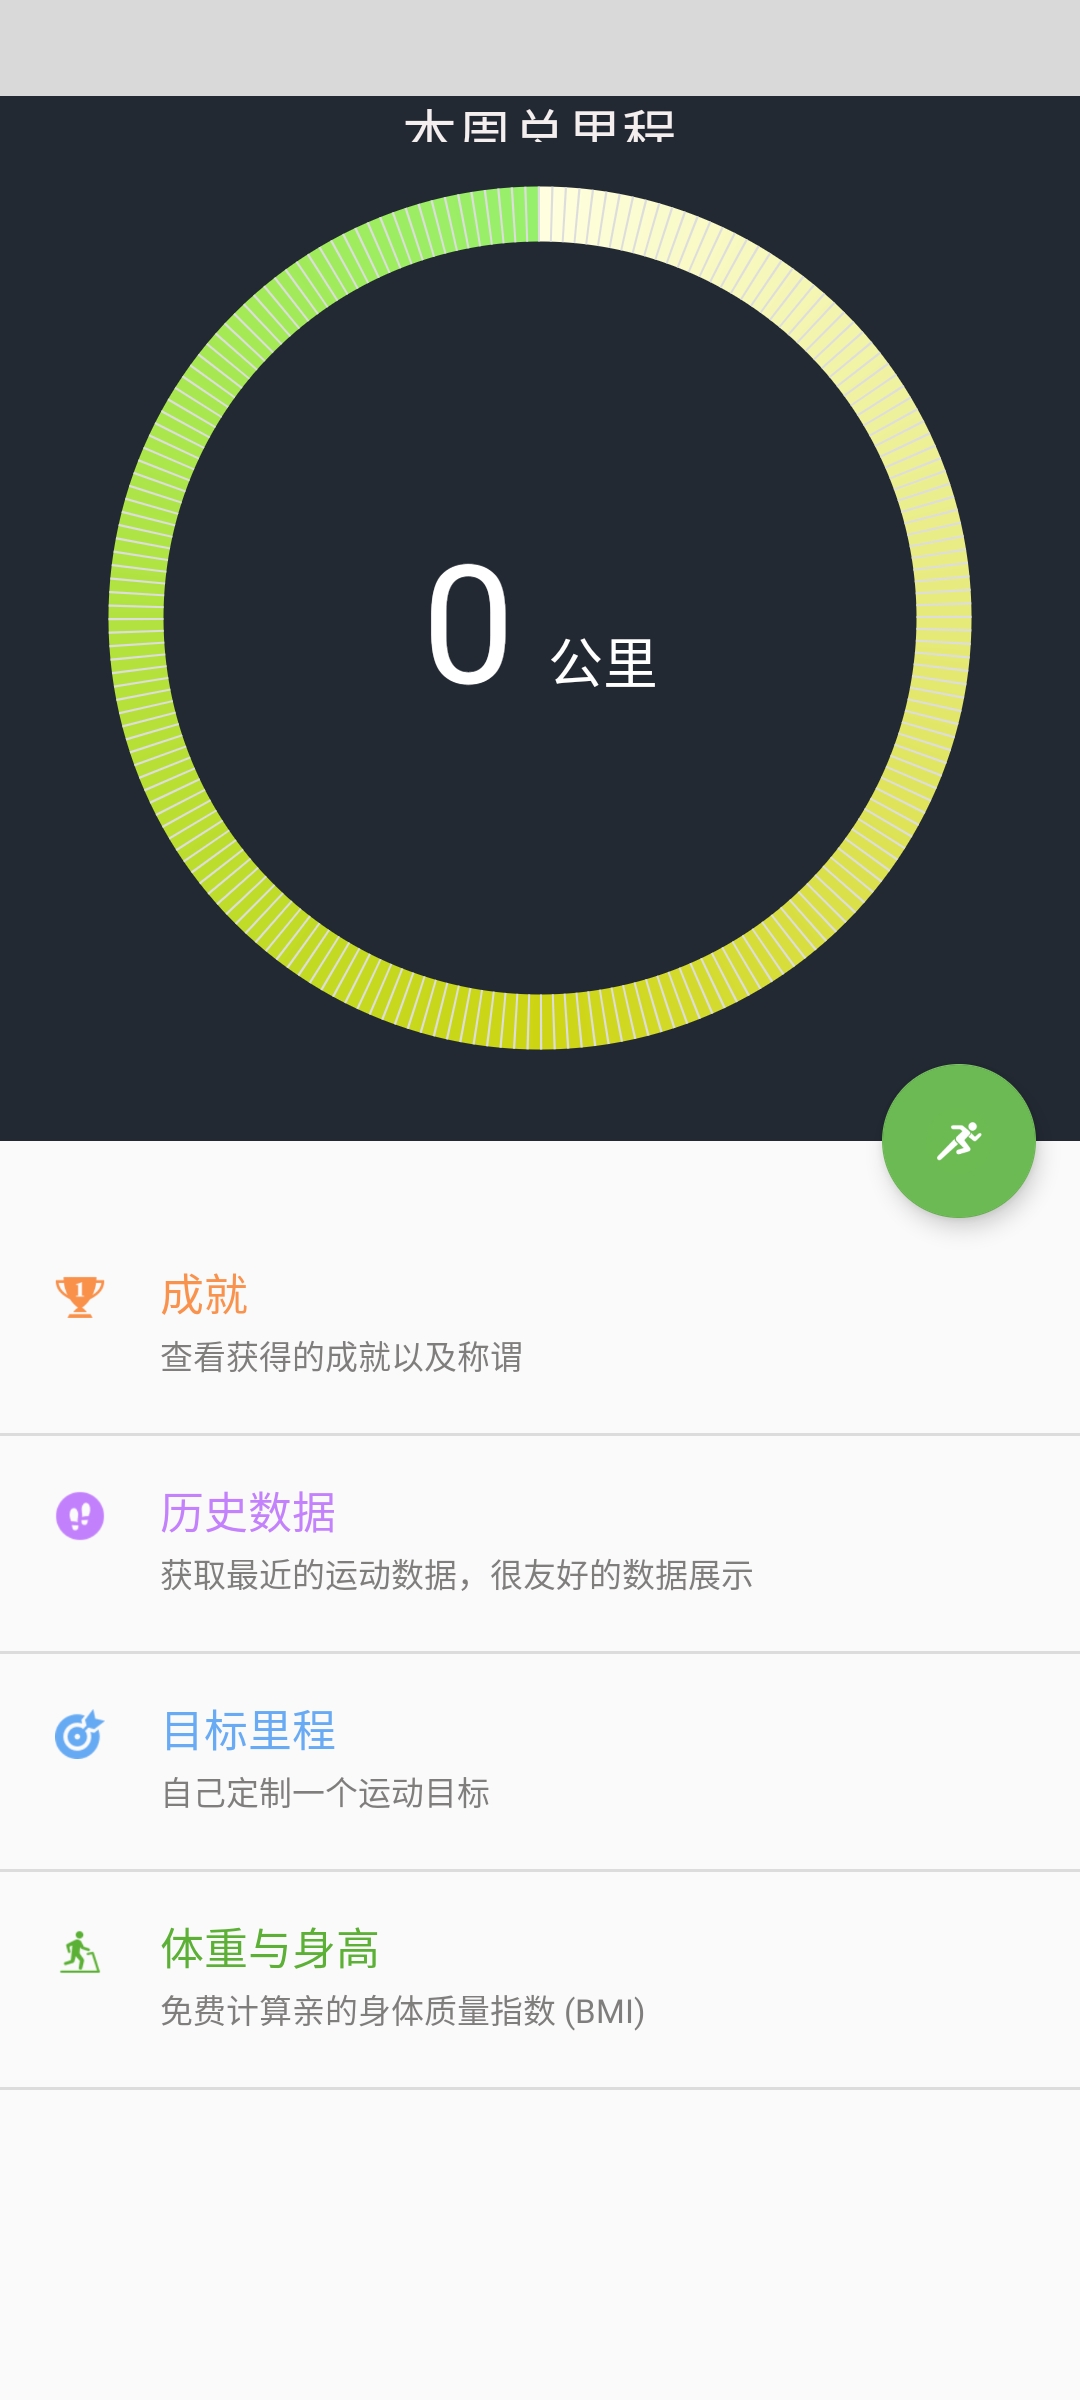 本周总里程
0 公里
成就
查看获得的成就以及称谓
历史数据
获取最近的运动数据，很友好的数据展示
目标里程
自己定制一个运动目标
体重与身高
免费计算亲的身体质量指数 (BMI)